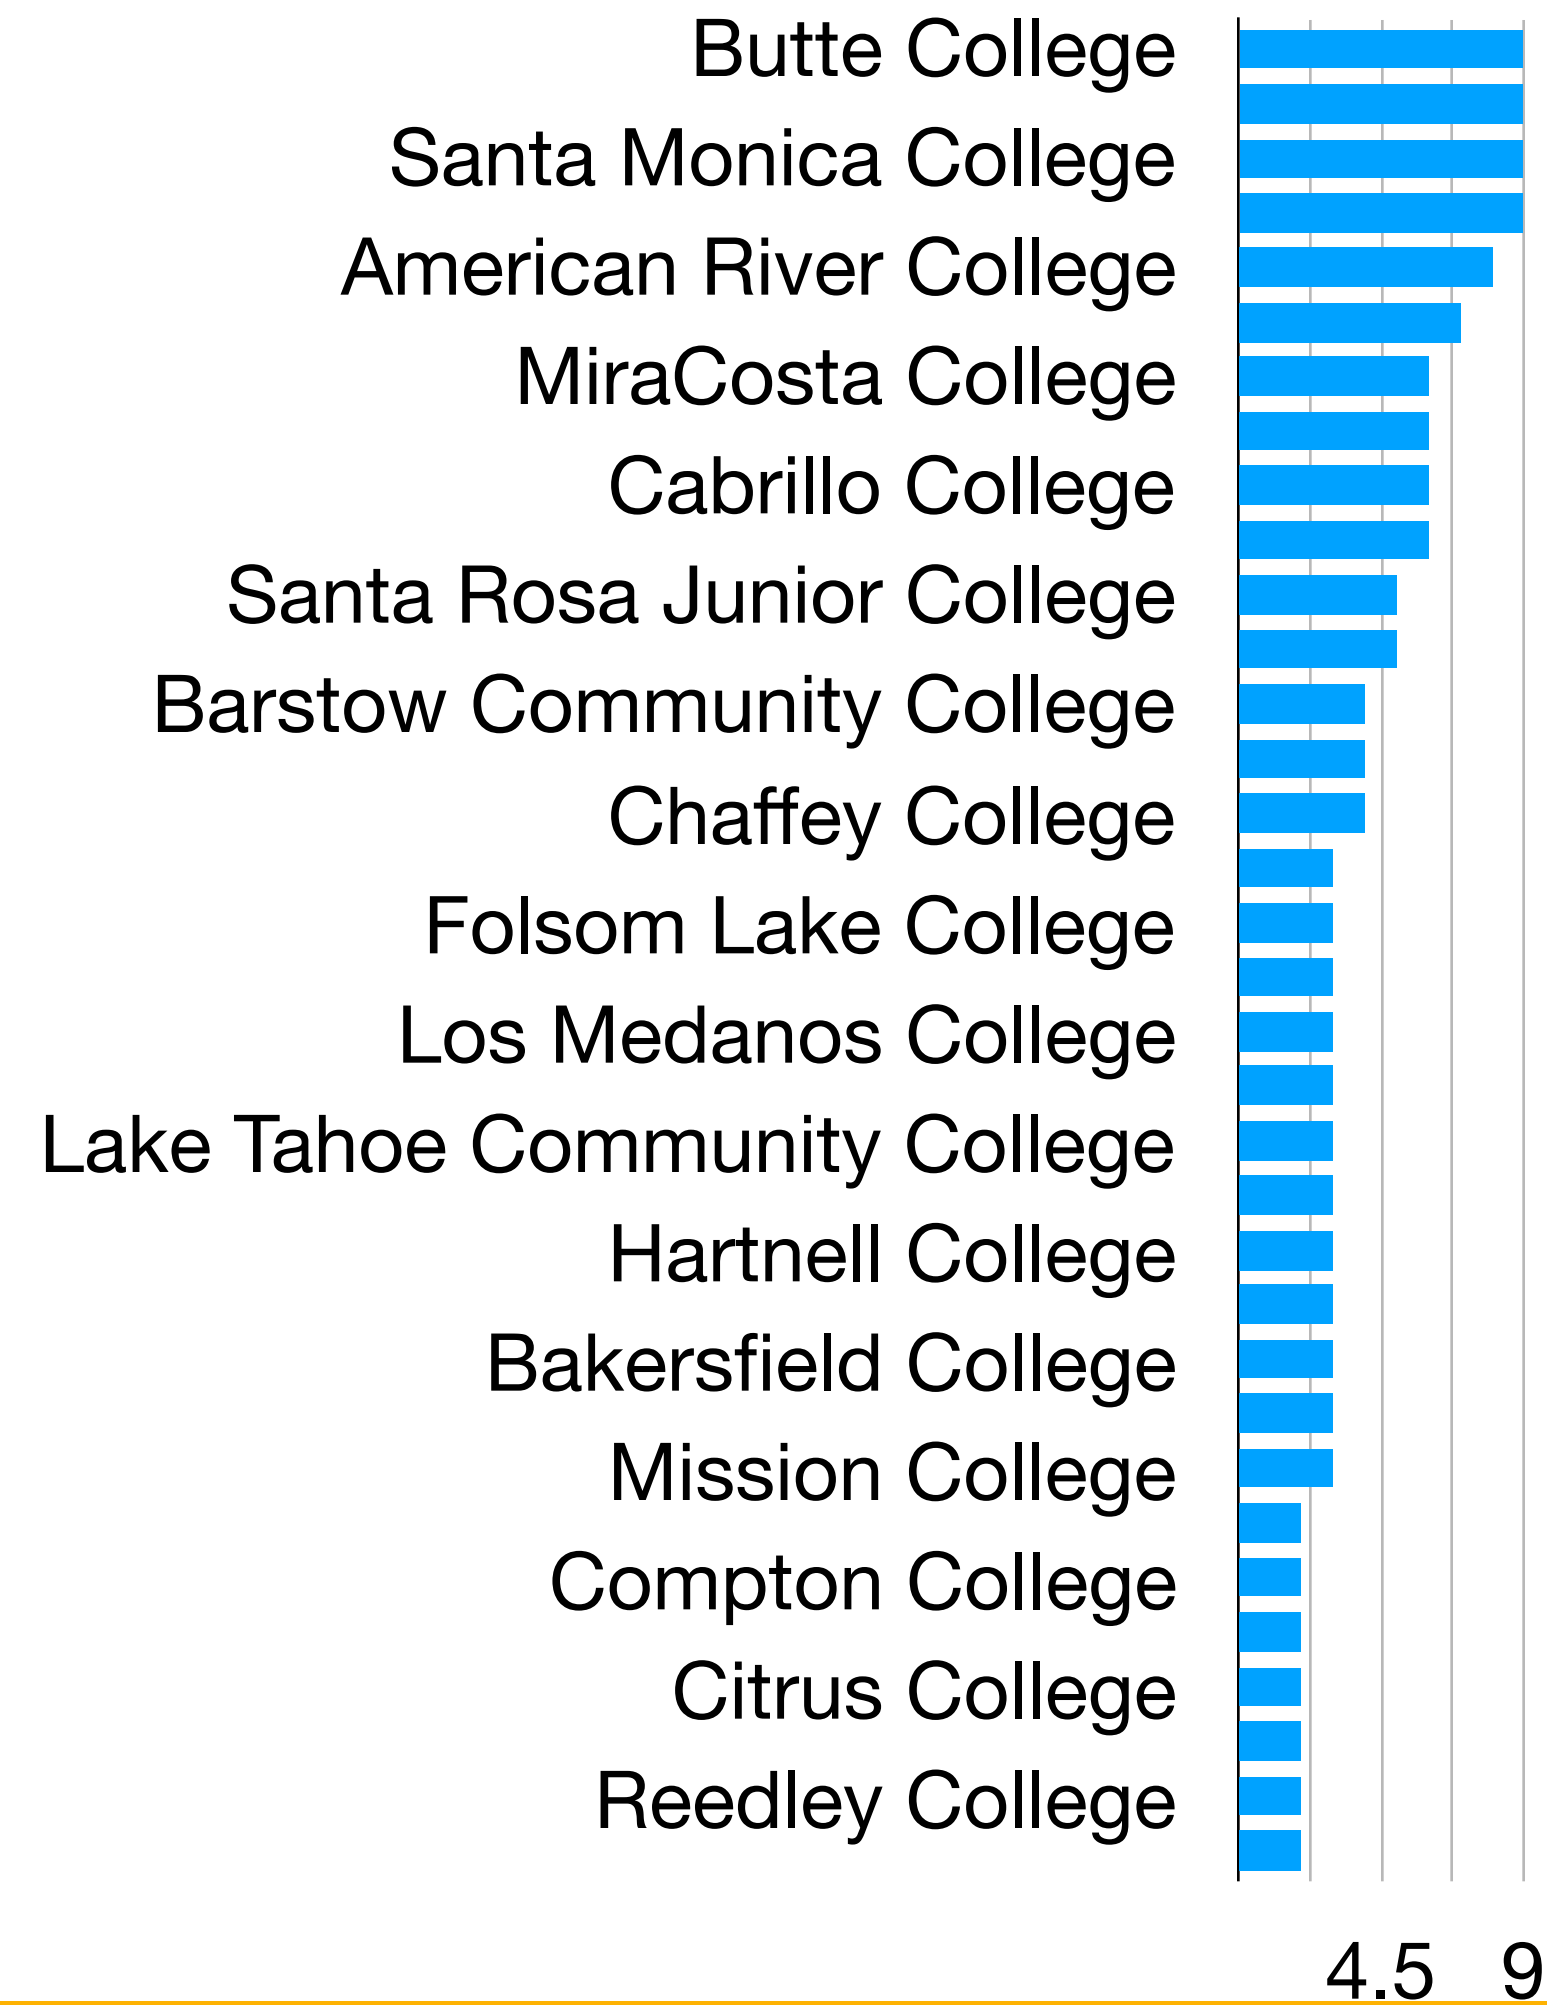 Butte College
Santa Monica College
American River College
MiraCosta College
Cabrillo College
Santa Rosa Junior College
Barstow Community College
Chaffey College
Folsom Lake College
Los Medanos College
Lake Tahoe Community College
Hartnell College
Bakersfield College
Mission College
Compton College
Citrus College
Reedley College
4.5 9